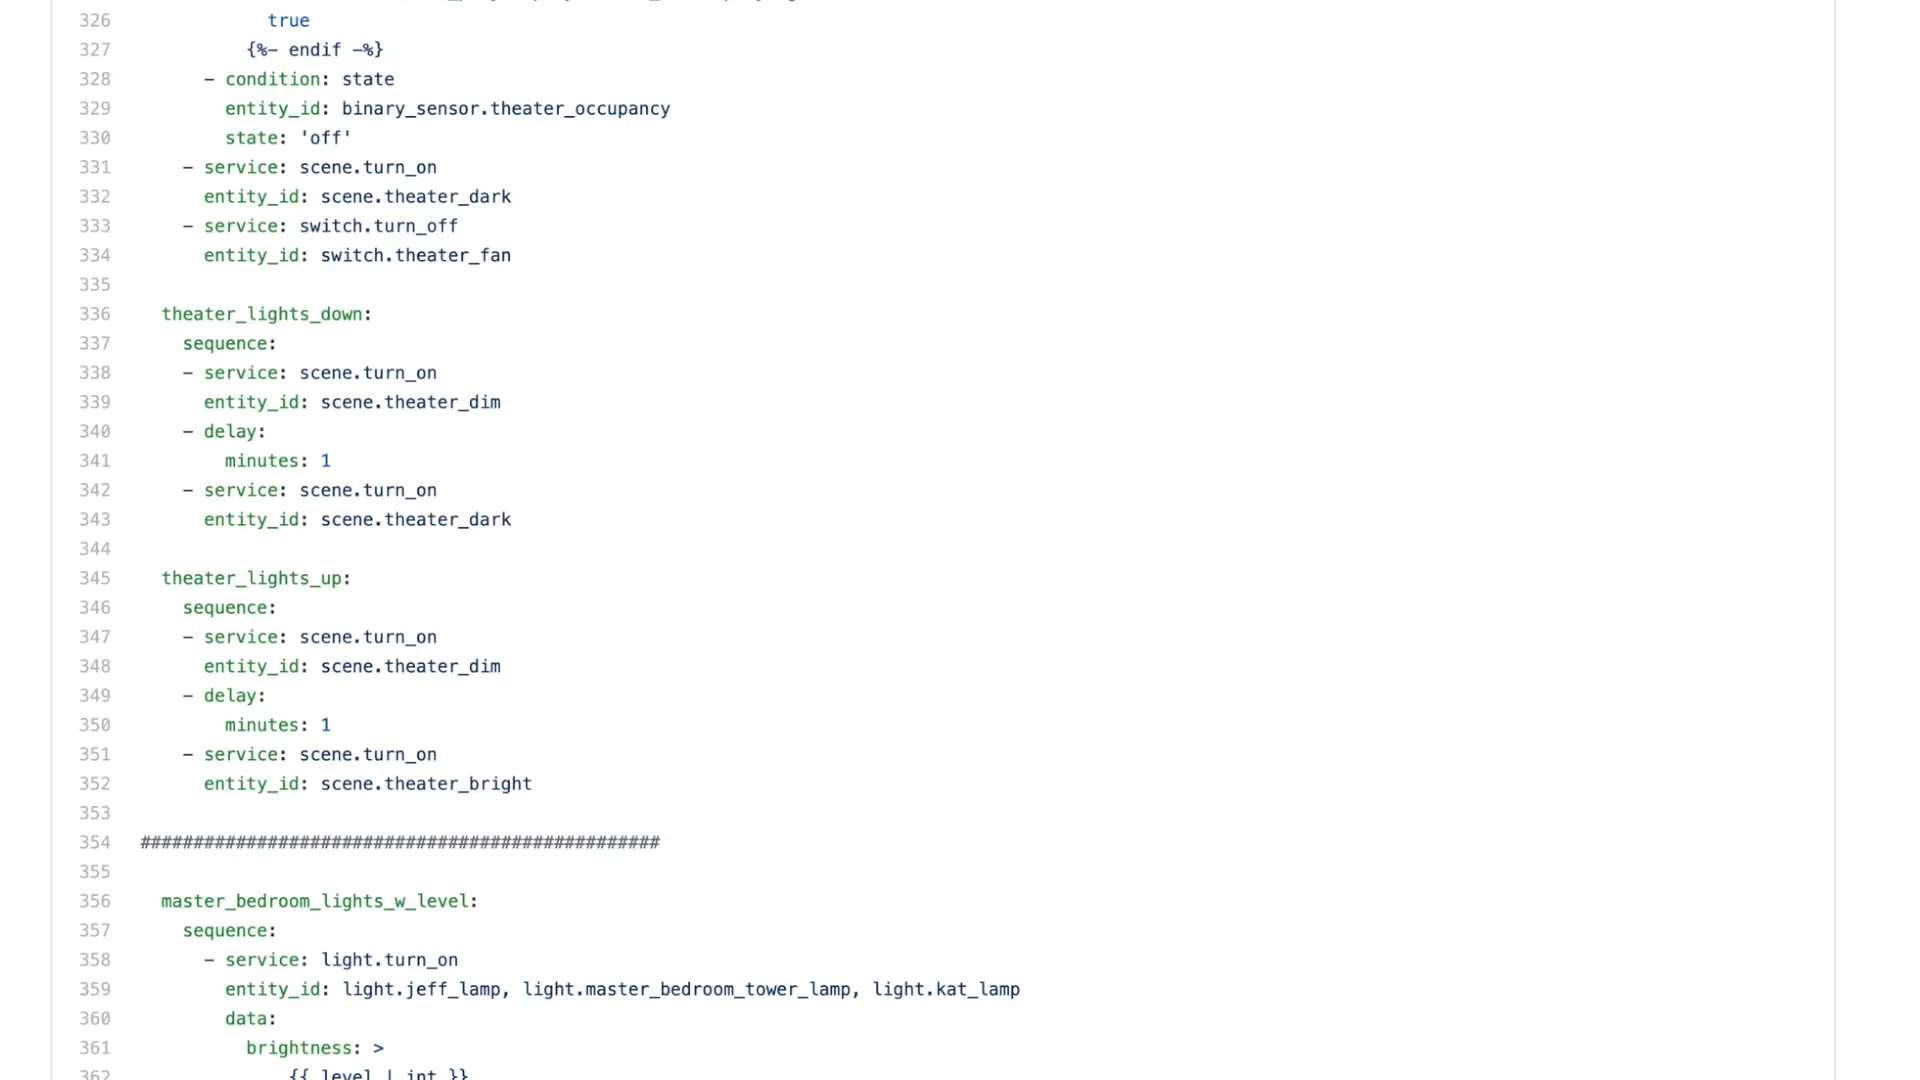 326 true
327 {%- endif -%}
328 - condition: state
329 entity_id: binary_sensor.theater_occupancy
330 state: 'off'
331 - service: scene.turn_on
332 entity_id: scene.theater_dark
333 - service: switch.turn_off
334 entity_id: switch.theater_fan
335
336 theater_lights_down:
337 sequence:
338 - service: scene.turn_on
339 entity_id: scene.theater_dim
340 - delay:
341 minutes: 1
342 - service: scene.turn_on
343 entity_id: scene.theater_dark
344
345 theater_lights_up:
346 sequence:
347 - service: scene.turn_on
348 entity_id: scene.theater_dim
349 - delay:
350 minutes: 1
351 - service: scene.turn_on
352 entity_id: scene.theater_bright
353
354 #################################################
355
356 master_bedroom_lights_w_level:
357 sequence:
358 - service: light.turn_on
359 entity_id: light.jeff_lamp, light.master_bedroom_tower_lamp, light.kat_lamp
360 data:
361 brightness: >
362 {{ level | int }}